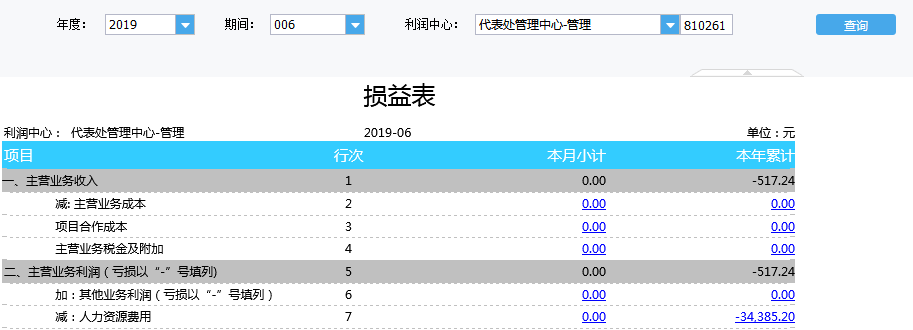 年度： 2019 期间： 006 利润中心： 代表处管理中心-管理 810261 查询
损益表
利润中心： 代表处管理中心-管理 2019-06 单位：元
项目 行次 本月小计 本年累计
一、主营业务收入 1 0.00 -517.24
减: 主营业务成本 2 0.00 0.00
项目合作成本 3 0.00 0.00
主营业务税金及附加 4 0.00 0.00
二、主营业务利润（亏损以“-”号填列) 5 0.00 -517.24
加：其他业务利润（亏损以“-”号填列） 6 0.00 0.00
减：人力资源费用 7 0.00 -34,385.20